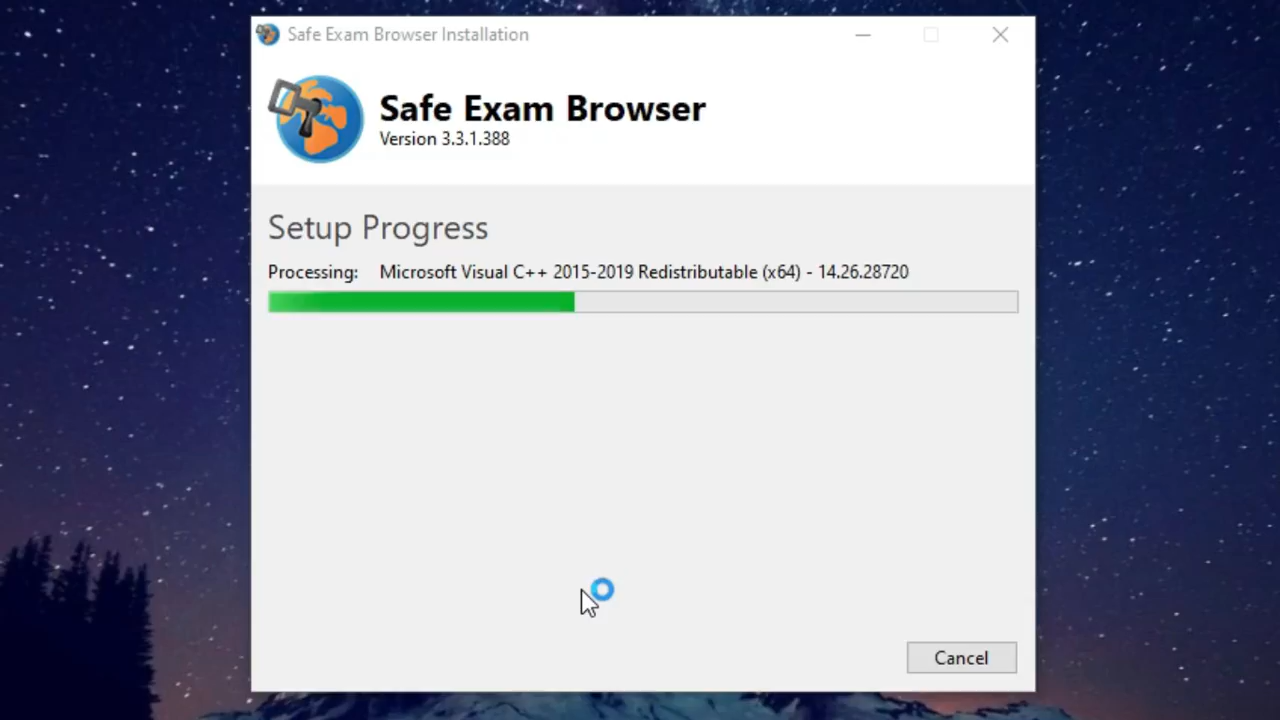 Safe Exam Browser Installation
Safe Exam Browser
Version 3.3.1.388
Setup Progress
Processing: Microsoft Visual C++ 2015-2019 Redistributable (x64) - 14.26.28720
Cancel